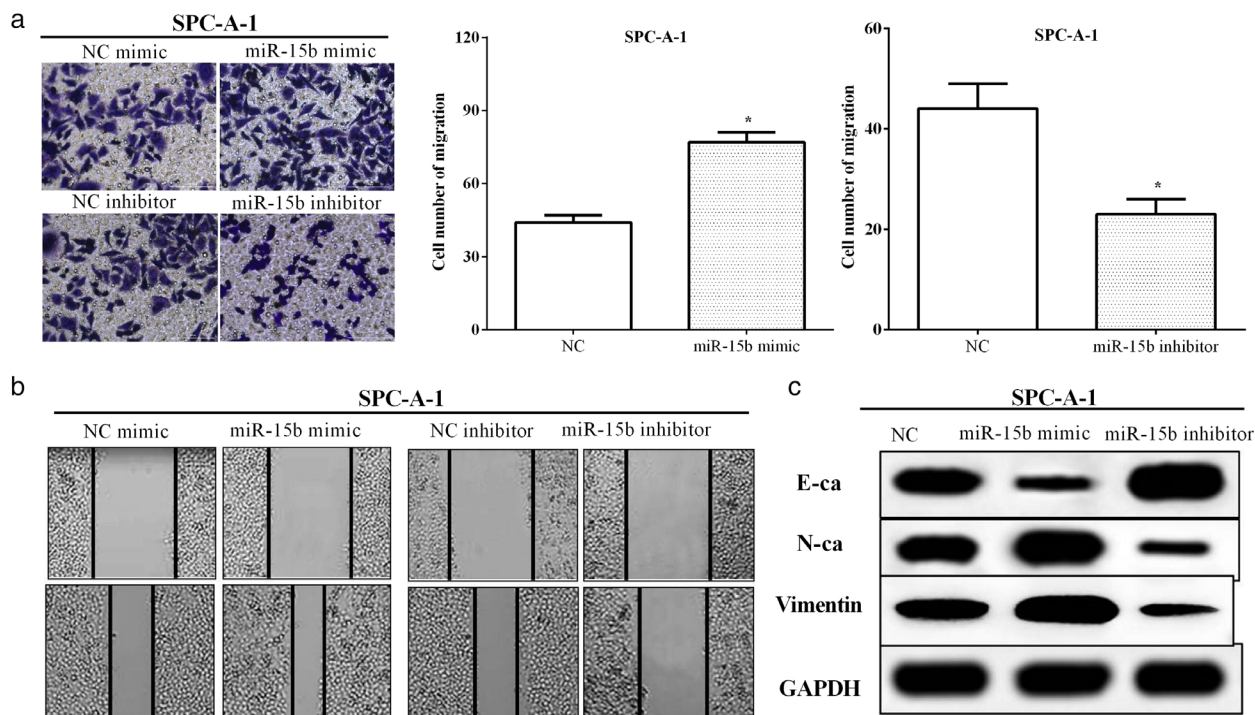 a
SPC-A-1
NC mimic
miR-15b mimic
NC inhibitor
miR-15b inhibitor
SPC-A-1
Cell number of migration
120
90
60
30
0
*
NC
miR-15b mimic
SPC-A-1
Cell number of migration
60
40
20
0
*
NC
miR-15b inhibitor
b
SPC-A-1
NC mimic
miR-15b mimic
NC inhibitor
miR-15b inhibitor
c
SPC-A-1
NC
miR-15b mimic
miR-15b inhibitor
E-ca
N-ca
Vimentin
GAPDH